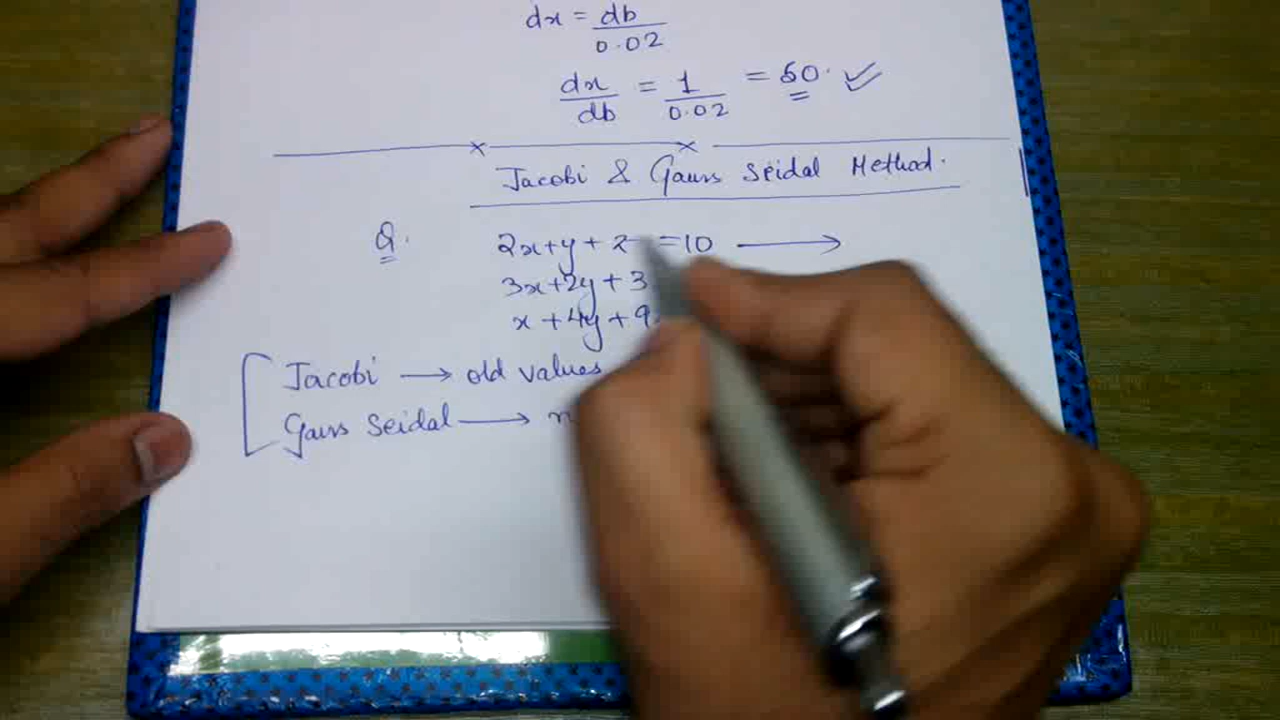 dx = db
0.02
dx = 1 = 50.
db 0.02
Jacobi & Gauss Seidal Method.
Q. 2x+y+z =10
3x+2y+3
x+4y+9
Jacobi → old values
Gauss Seidal →